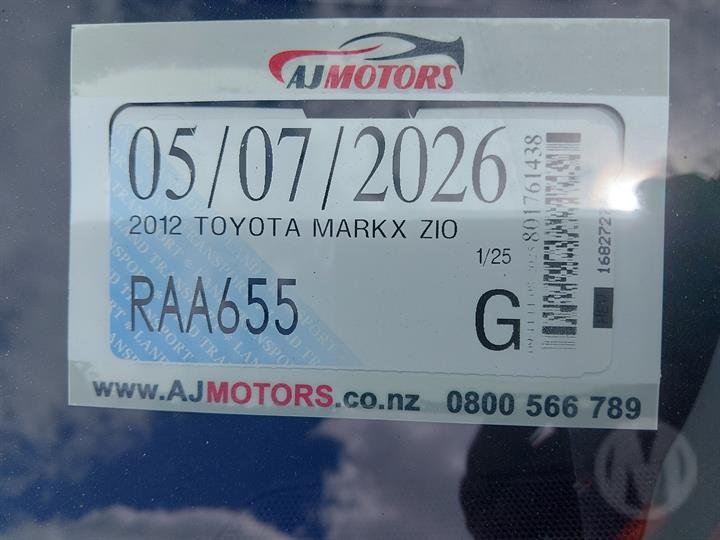 AJMOTORS
05/07/2026
2012 TOYOTA MARKX ZIO
1/25
RAA655
G
801761438
www.AJMOTORS.co.nz 0800 566 789